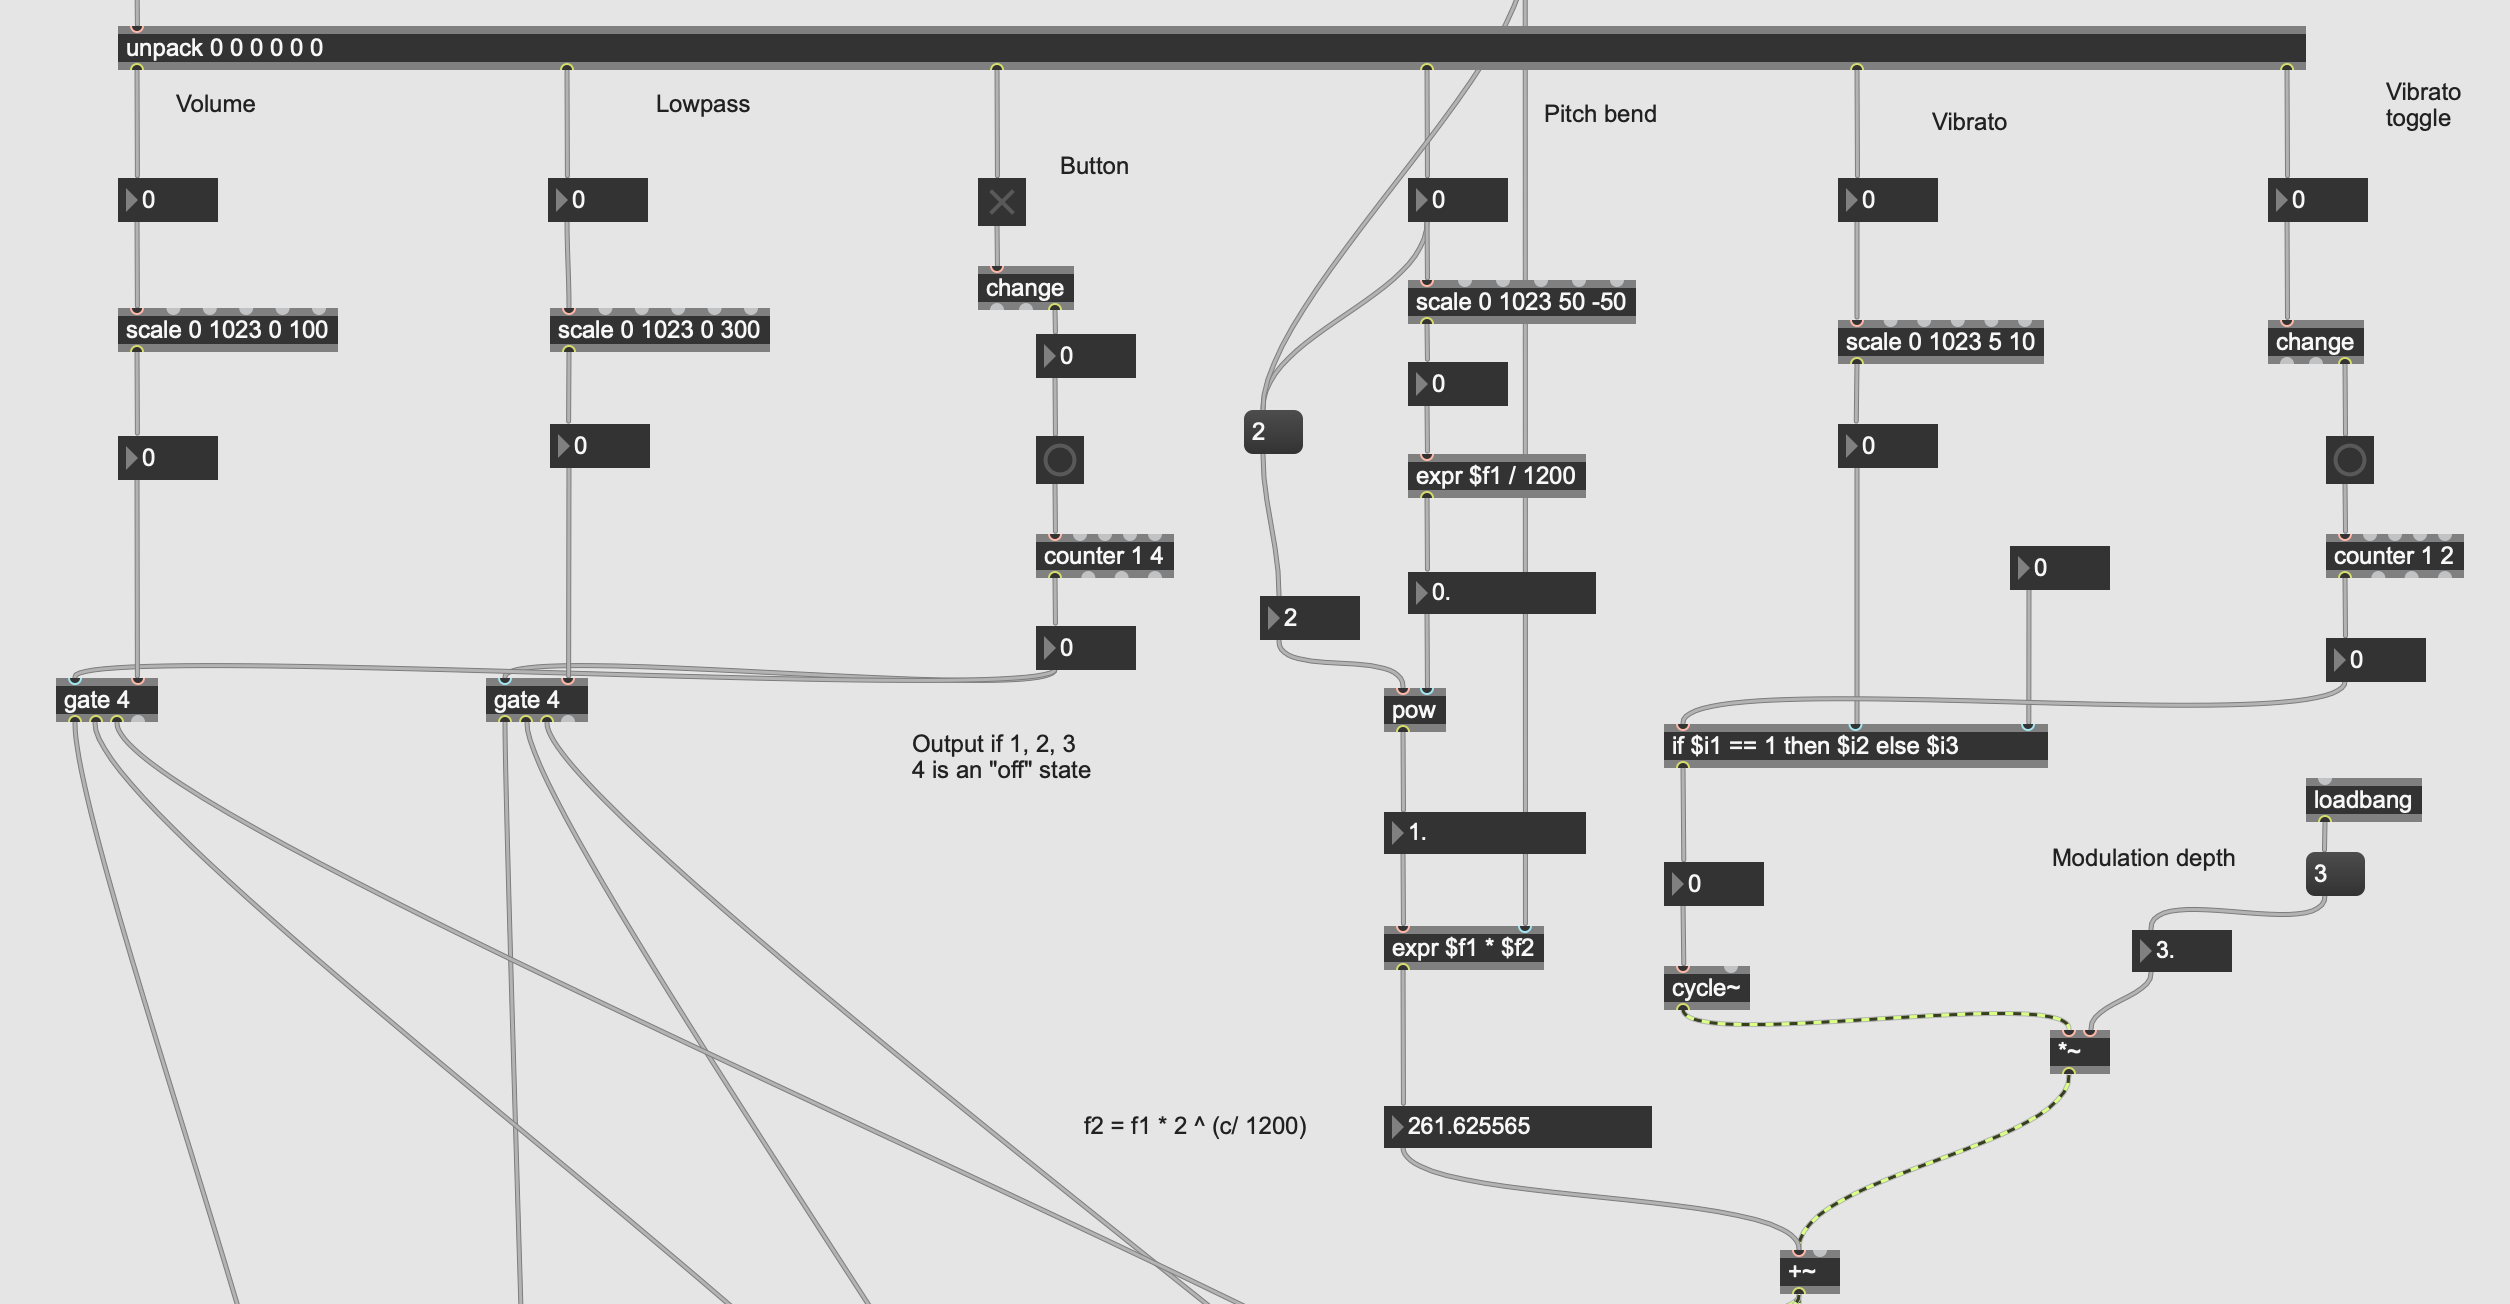 unpack 0 0 0 0 0 0
Volume
Lowpass
Button
Pitch bend
Vibrato
Vibrato
toggle
0
0
0
0
0
change
scale 0 1023 50 -50
scale 0 1023 0 100
scale 0 1023 0 300
scale 0 1023 5 10
change
0
0
2
0
0
0
expr $f1 / 1200
counter 1 4
0
counter 1 2
0.
2
0
0
gate 4
gate 4
pow
Output if 1, 2, 3
4 is an "off" state
if $i1 == 1 then $i2 else $i3
loadbang
1.
Modulation depth
3
0
expr $f1 * $f2
3.
cycle~
*~
f2 = f1 * 2 ^ (c/ 1200)
261.625565
+~